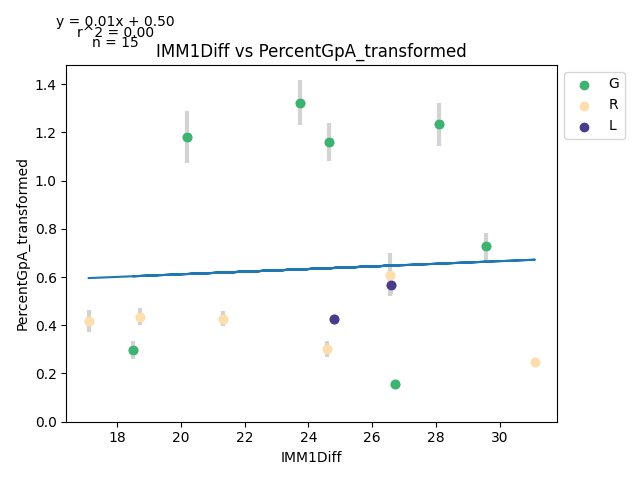 y = 0.01x + 0.50
r^2 = 0.00
n = 15
IMM1Diff vs PercentGpA_transformed
1.4
1.2
1.0
0.8
0.6
0.4
0.2
0.0
PercentGpA_transformed
18 20 22 24 26 28 30
IMM1Diff
G
R
L